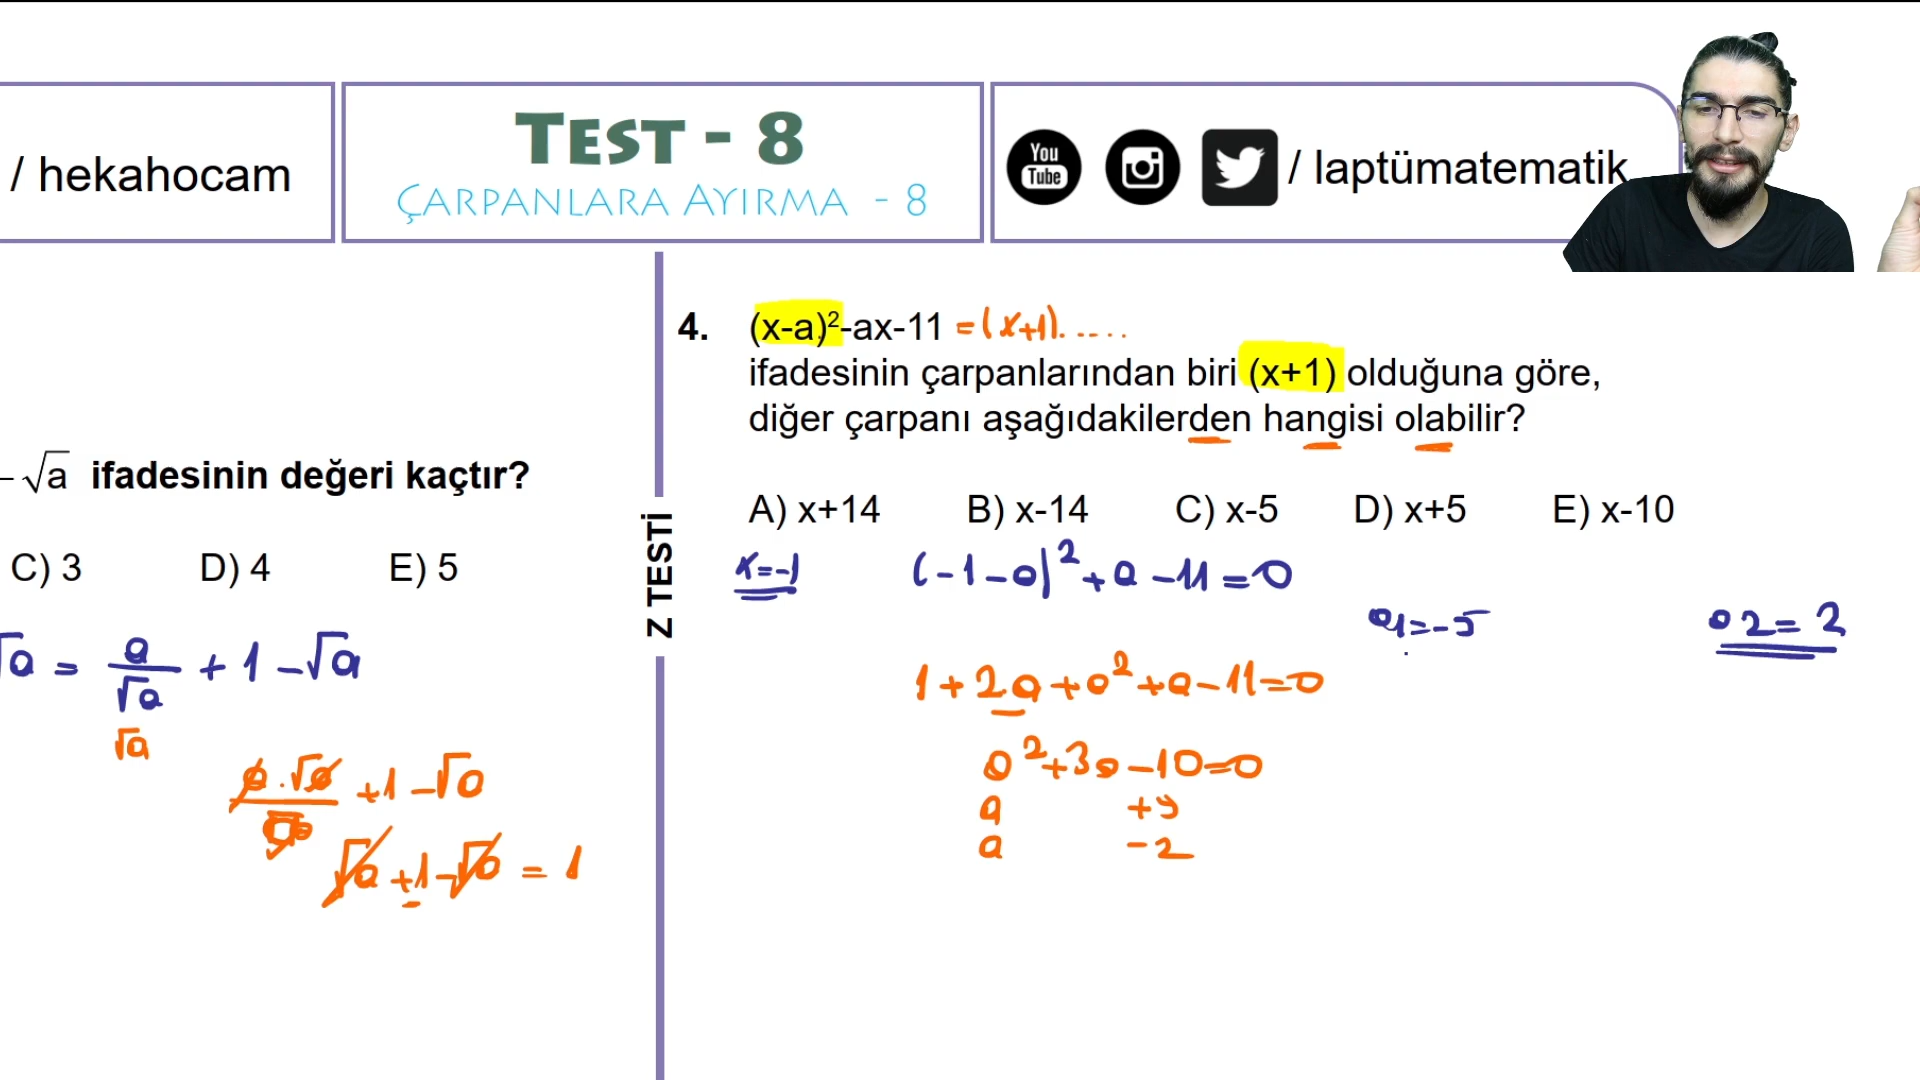 / hekahocam
TEST - 8
ÇARPANLARA AYIRMA - 8
You
Tube
/ laptümatematik
- √a ifadesinin değeri kaçtır?
C) 3 D) 4 E) 5
√a = a/√a + 1 - √a
√a
a.√a/a +1 -√a
√a +1 -√a = 1
Z TESTİ
4. (x-a)²-ax-11 = (x+1). ....
ifadesinin çarpanlarından biri (x+1) olduğuna göre,
diğer çarpanı aşağıdakilerden hangisi olabilir?
A) x+14 B) x-14 C) x-5 D) x+5 E) x-10
x=-1 (-1-a)²+a-11=0
a1=-5 a2=2
1+2a+a²+a-11=0
a²+3a-10=0
a +5
a -2